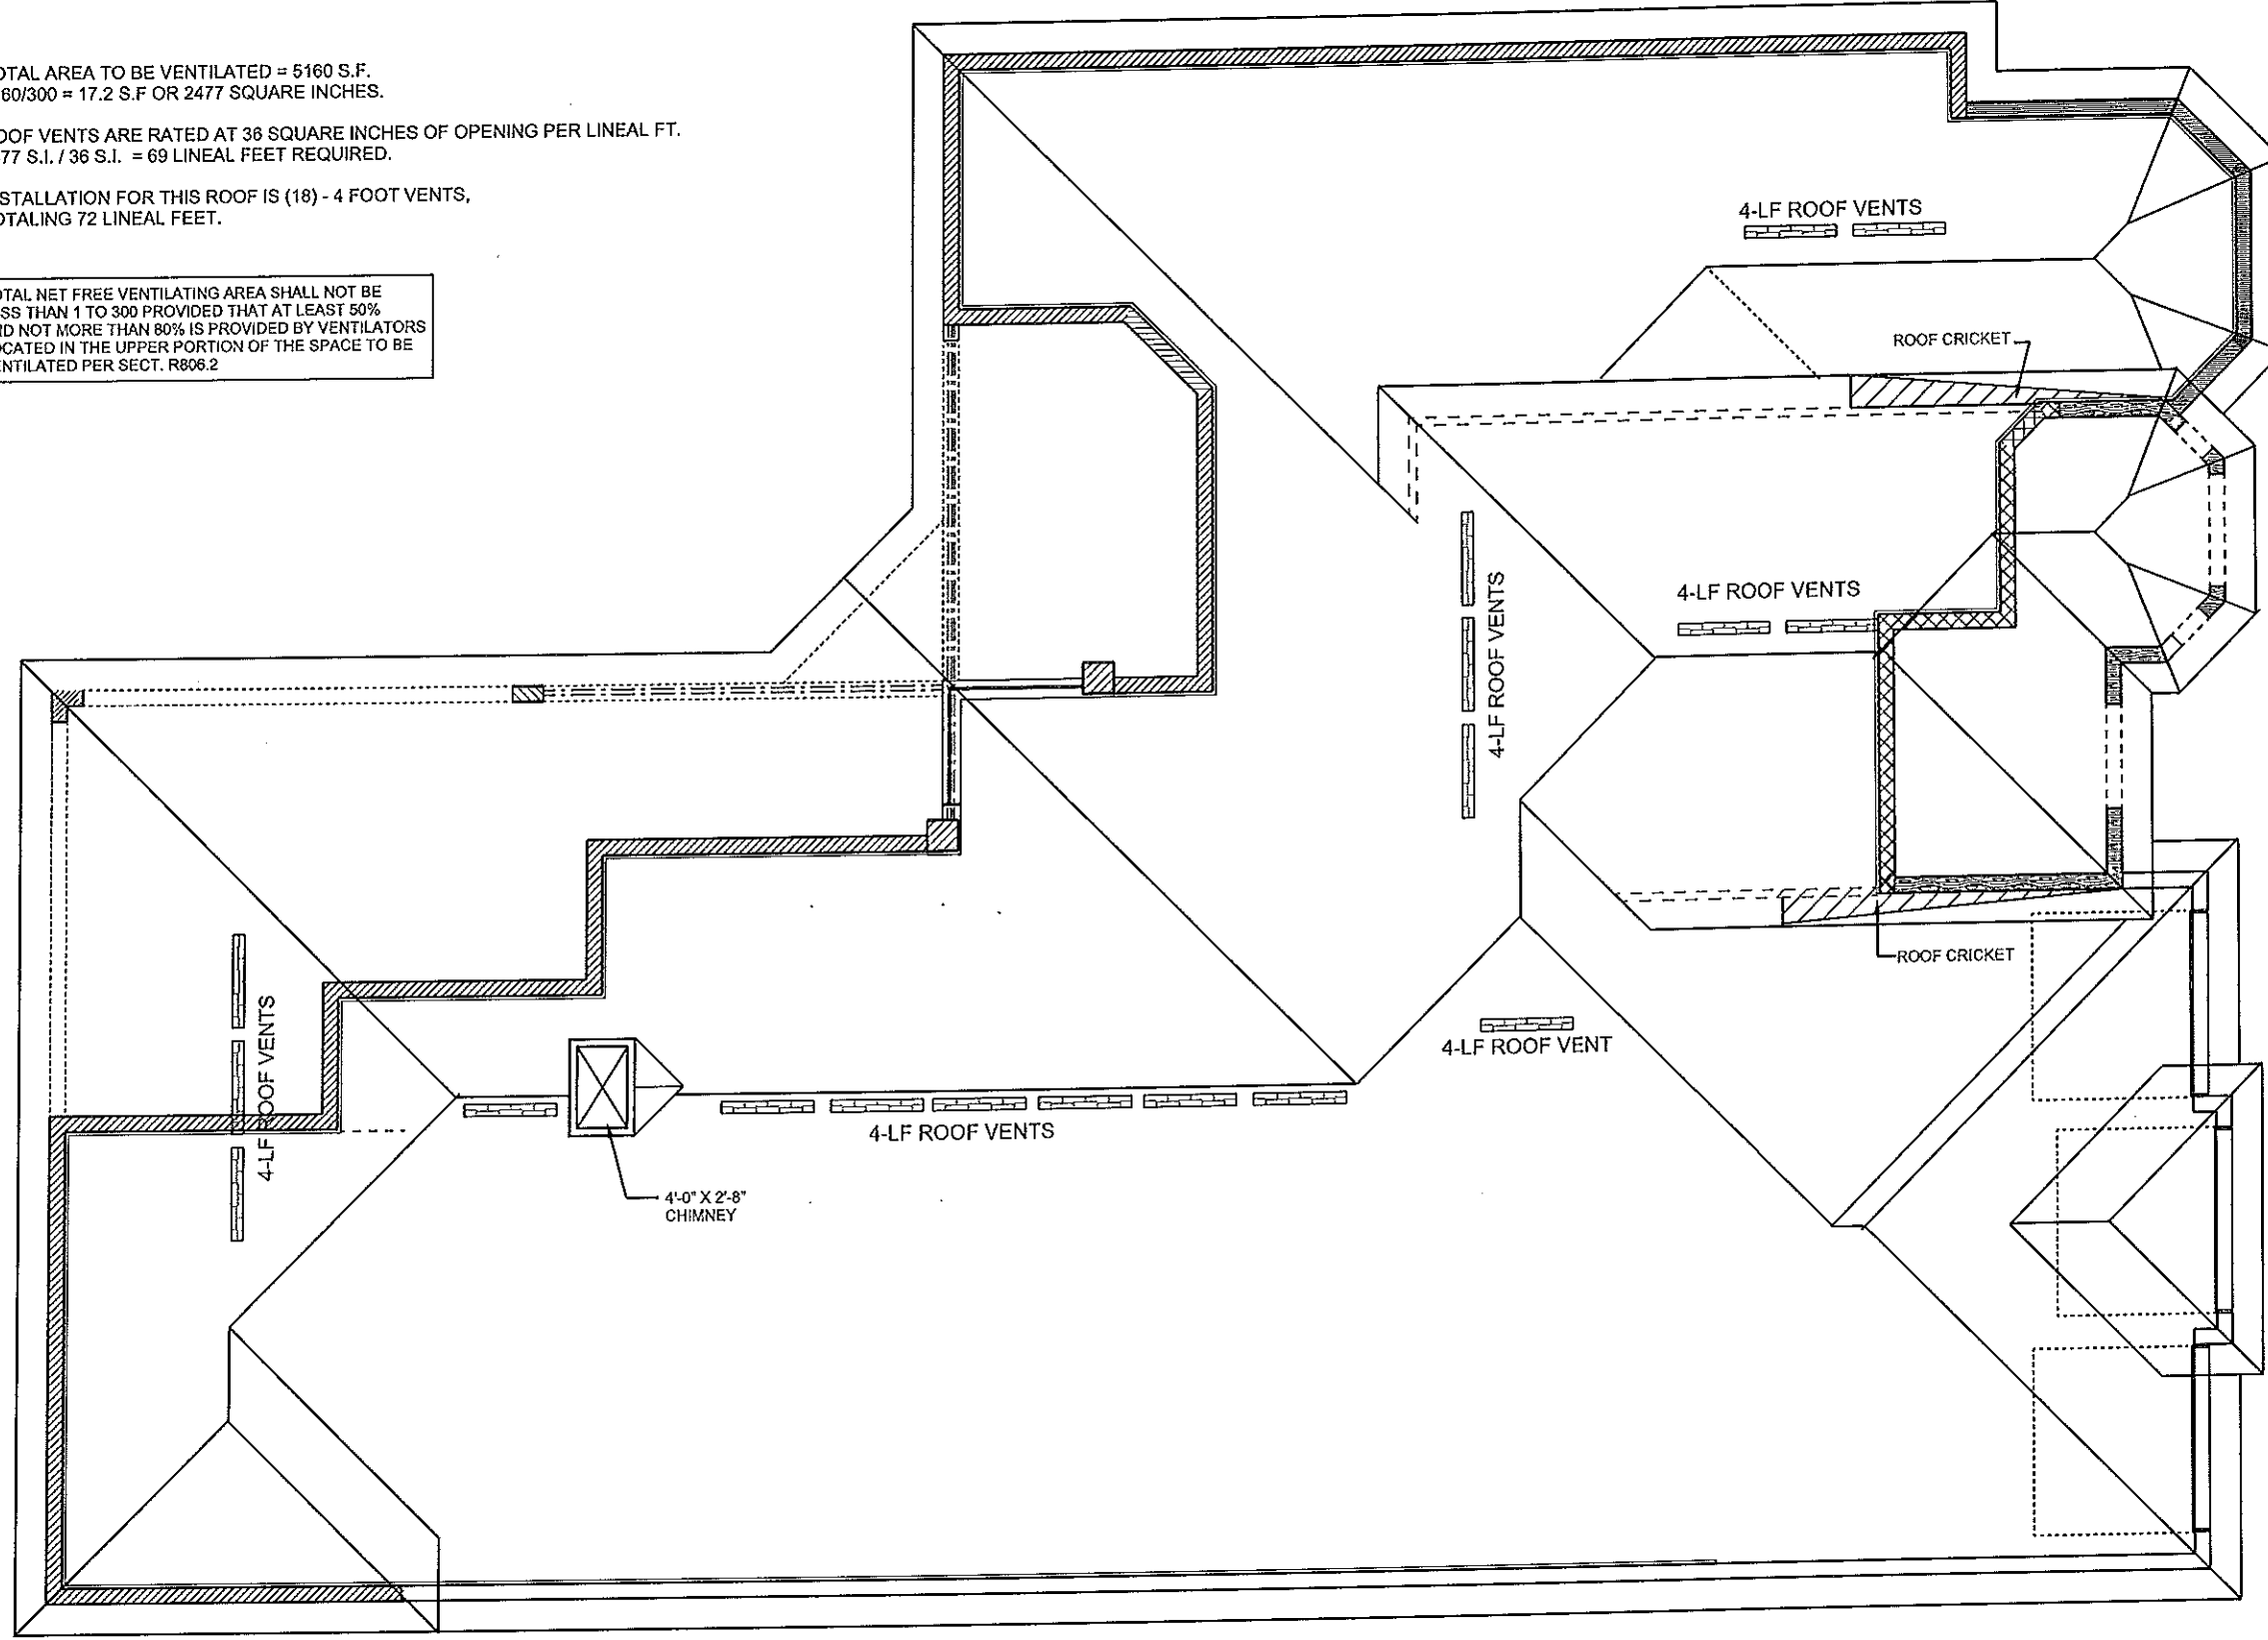 OTAL AREA TO BE VENTILATED = 5160 S.F.
60/300 = 17.2 S.F OR 2477 SQUARE INCHES.
OOF VENTS ARE RATED AT 36 SQUARE INCHES OF OPENING PER LINEAL FT.
77 S.I. / 36 S.I. = 69 LINEAL FEET REQUIRED.
STALLATION FOR THIS ROOF IS (18) - 4 FOOT VENTS,
OTALING 72 LINEAL FEET.
OTAL NET FREE VENTILATING AREA SHALL NOT BE
SS THAN 1 TO 300 PROVIDED THAT AT LEAST 50%
ND NOT MORE THAN 80% IS PROVIDED BY VENTILATORS
OCATED IN THE UPPER PORTION OF THE SPACE TO BE
ENTILATED PER SECT. R806.2
4-LF ROOF VENTS
ROOF CRICKET
4-LF ROOF VENTS
4-LF ROOF VENTS
ROOF CRICKET
4-LF ROOF VENTS
4-LF ROOF VENT
4-LF ROOF VENTS
4'-0" X 2'-8"
CHIMNEY